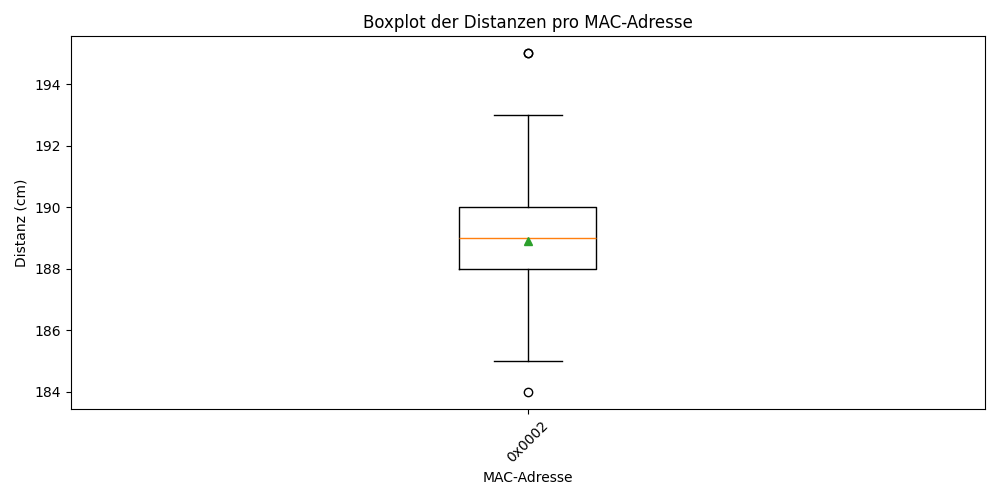 Boxplot der Distanzen pro MAC-Adresse
194
192
190
188
186
184
Distanz (cm)
0x0002
MAC-Adresse